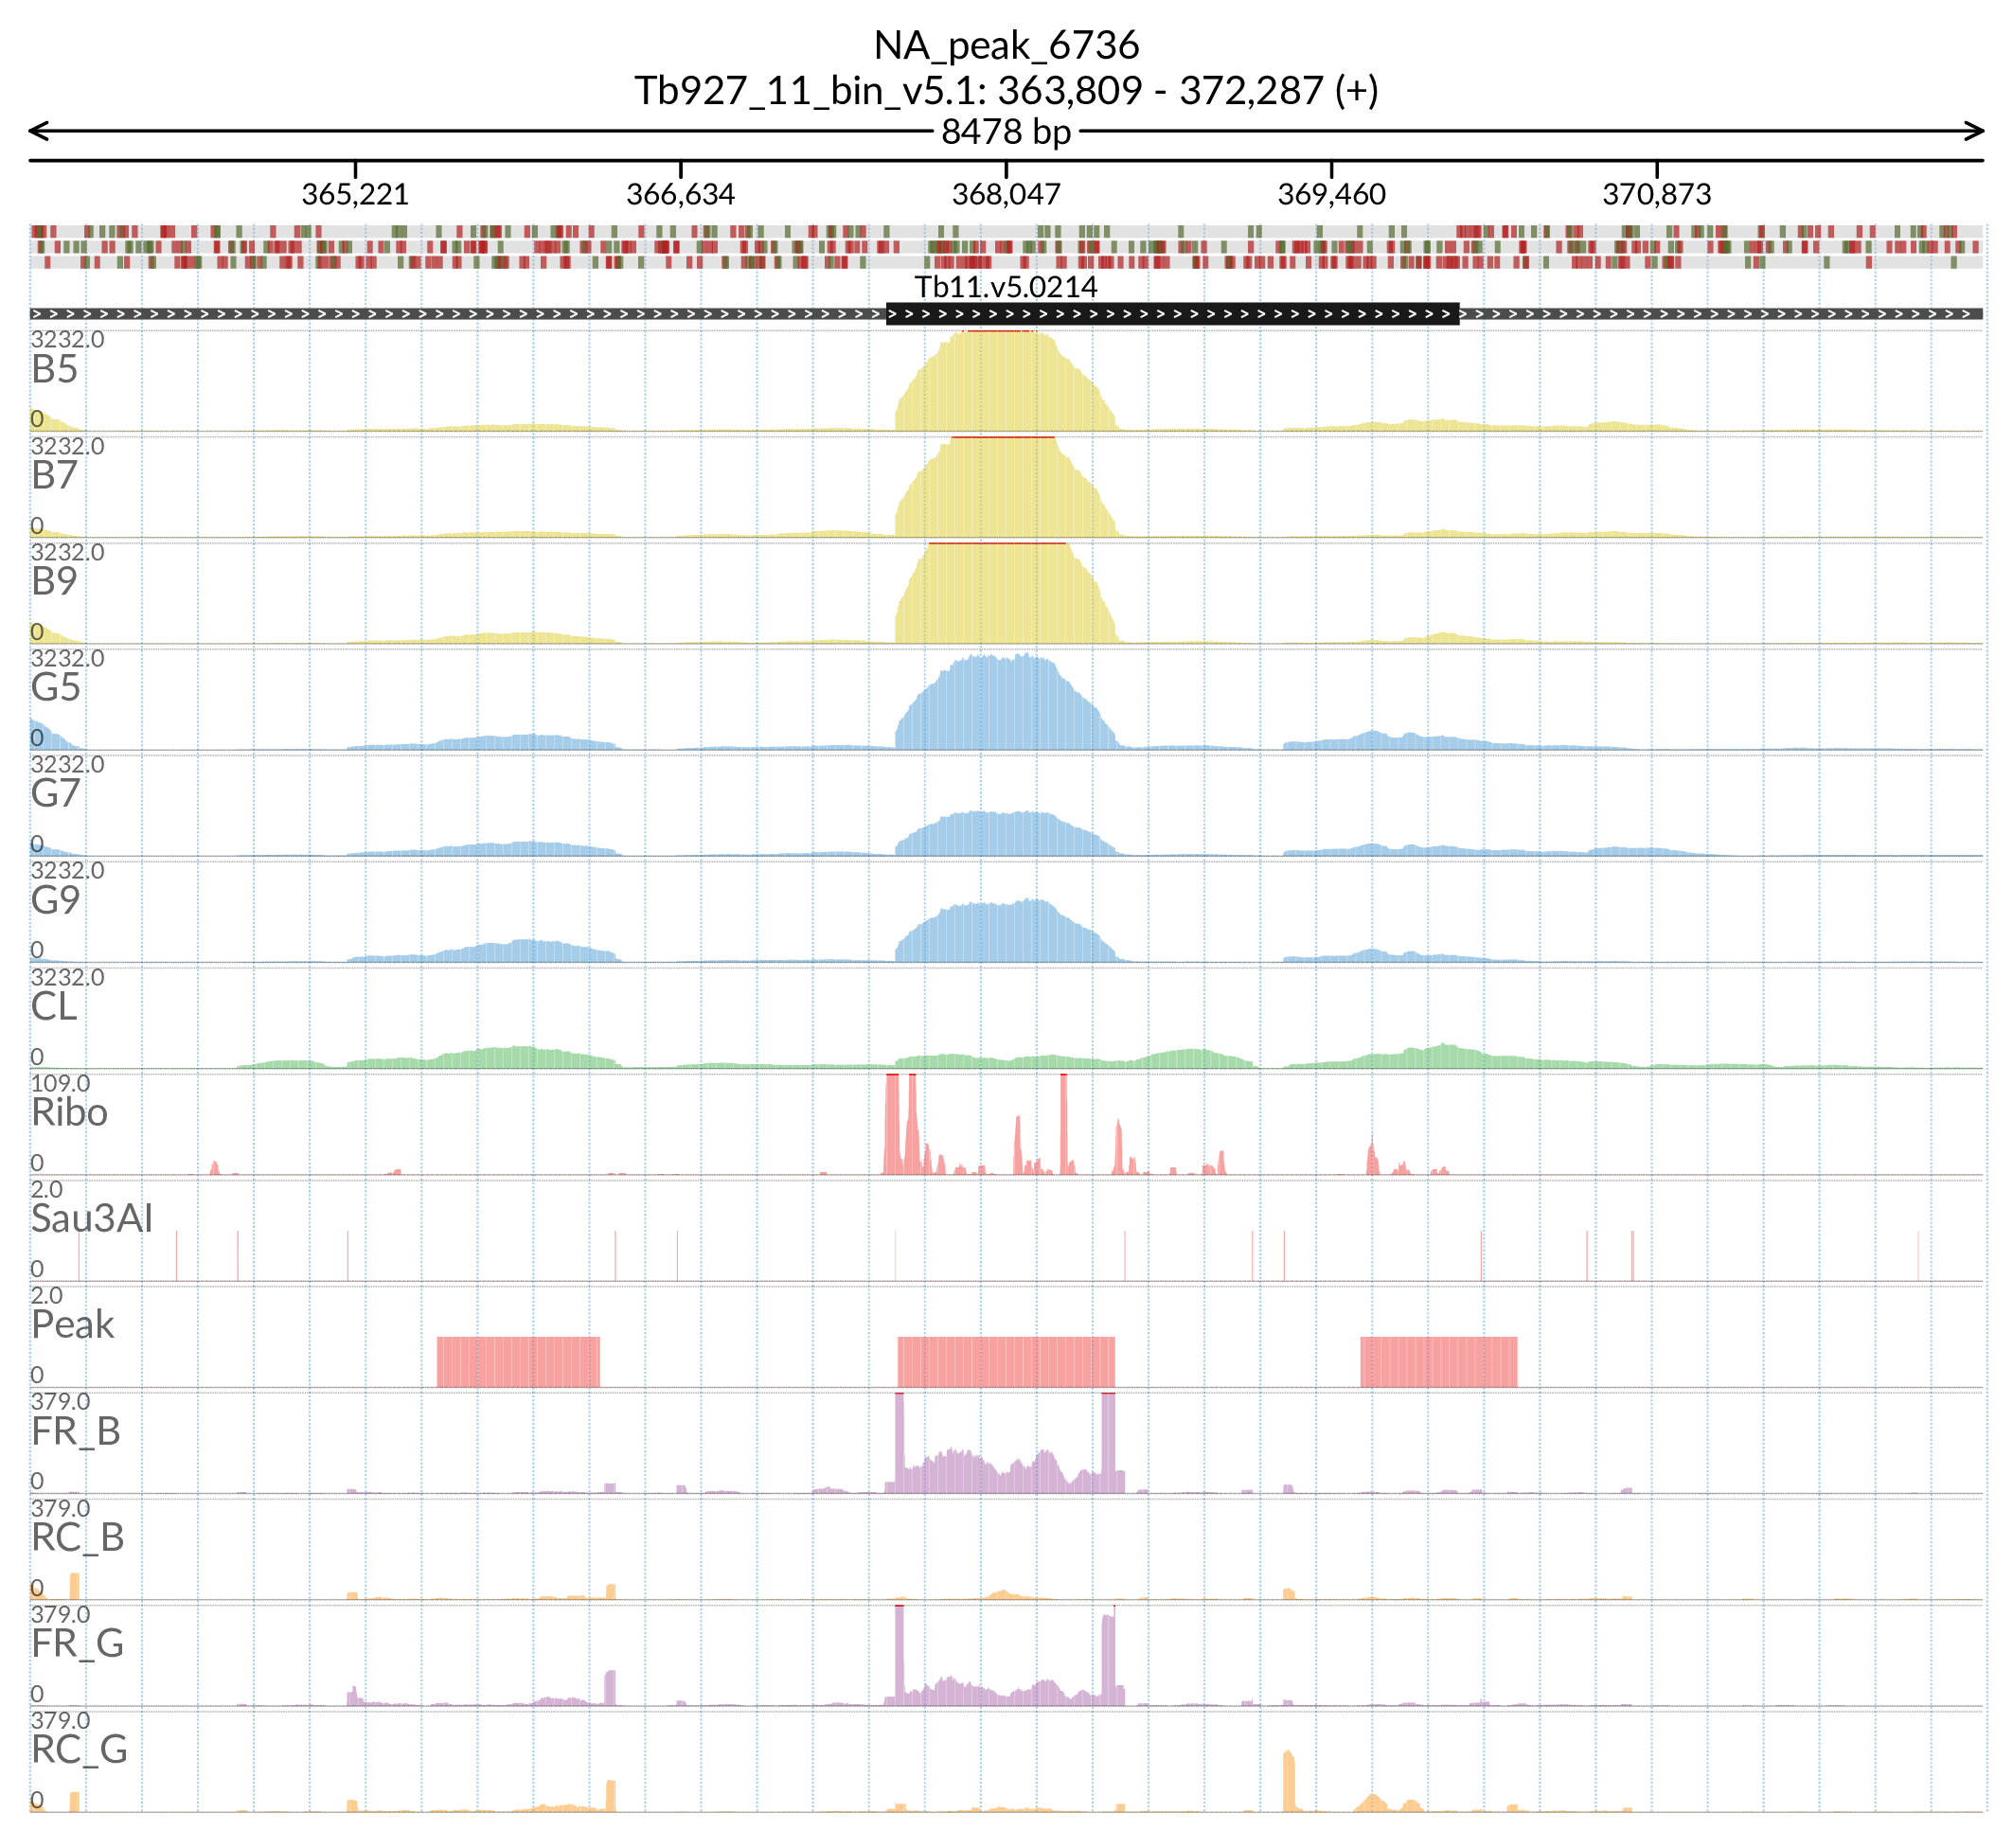 NA_peak_6736
Tb927_11_bin_v5.1: 363,809 - 372,287 (+)
8478 bp
365,221 366,634 368,047 369,460 370,873
Tb11.v5.0214
3232.0
B5
0
3232.0
B7
0
3232.0
B9
0
3232.0
G5
0
3232.0
G7
0
3232.0
G9
0
3232.0
CL
0
109.0
Ribo
0
2.0
Sau3AI
0
2.0
Peak
0
379.0
FR_B
0
379.0
RC_B
0
379.0
FR_G
0
379.0
RC_G
0